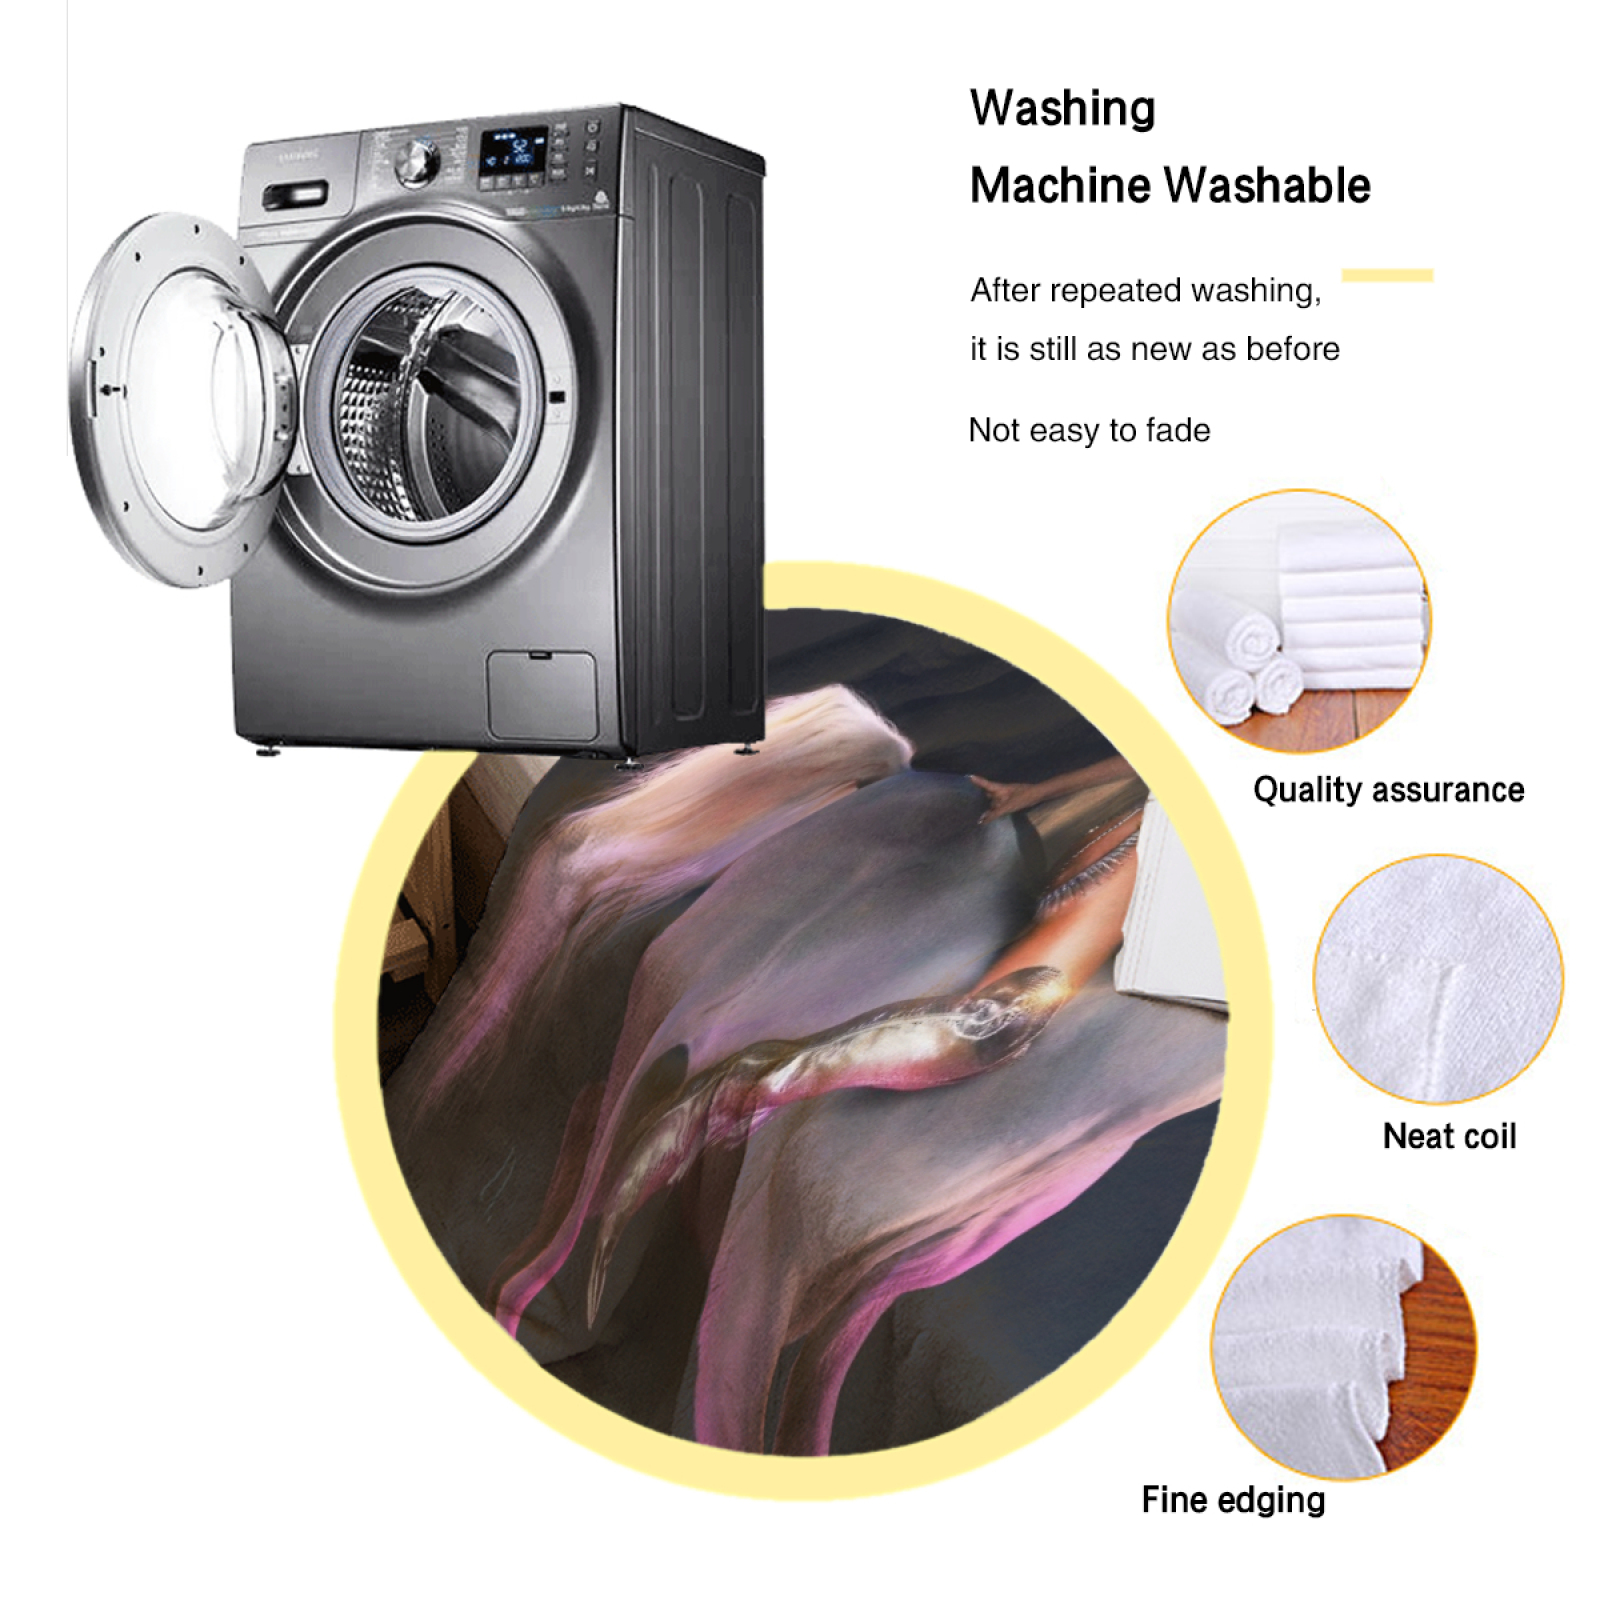 Washing
Machine Washable
After repeated washing,
it is still as new as before
Not easy to fade
Quality assurance
Neat coil
Fine edging